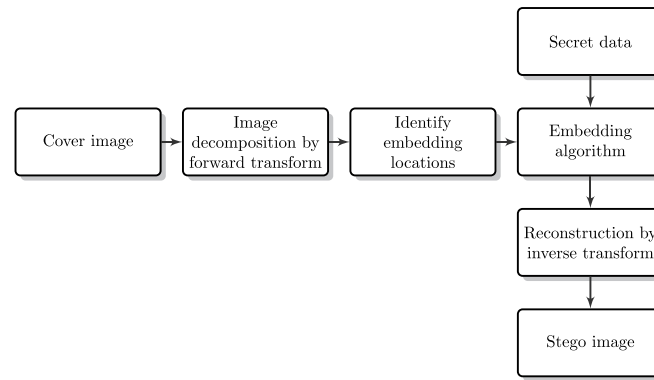 Secret data
Cover image
Image
decomposition by
forward transform
Identify
embedding
locations
Embedding
algorithm
Reconstruction by
inverse transform
Stego image